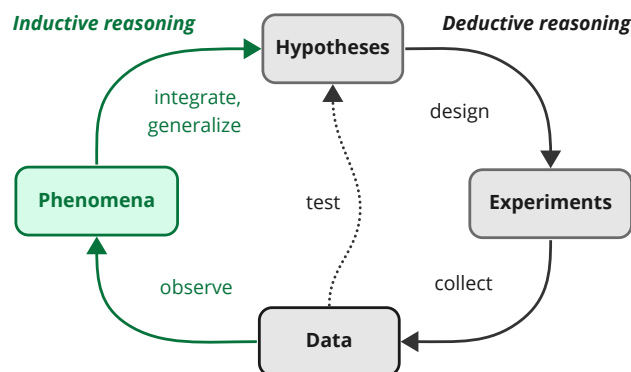 Inductive reasoning
Deductive reasoning
Hypotheses
integrate,
generalize
design
Phenomena
test
Experiments
observe
collect
Data